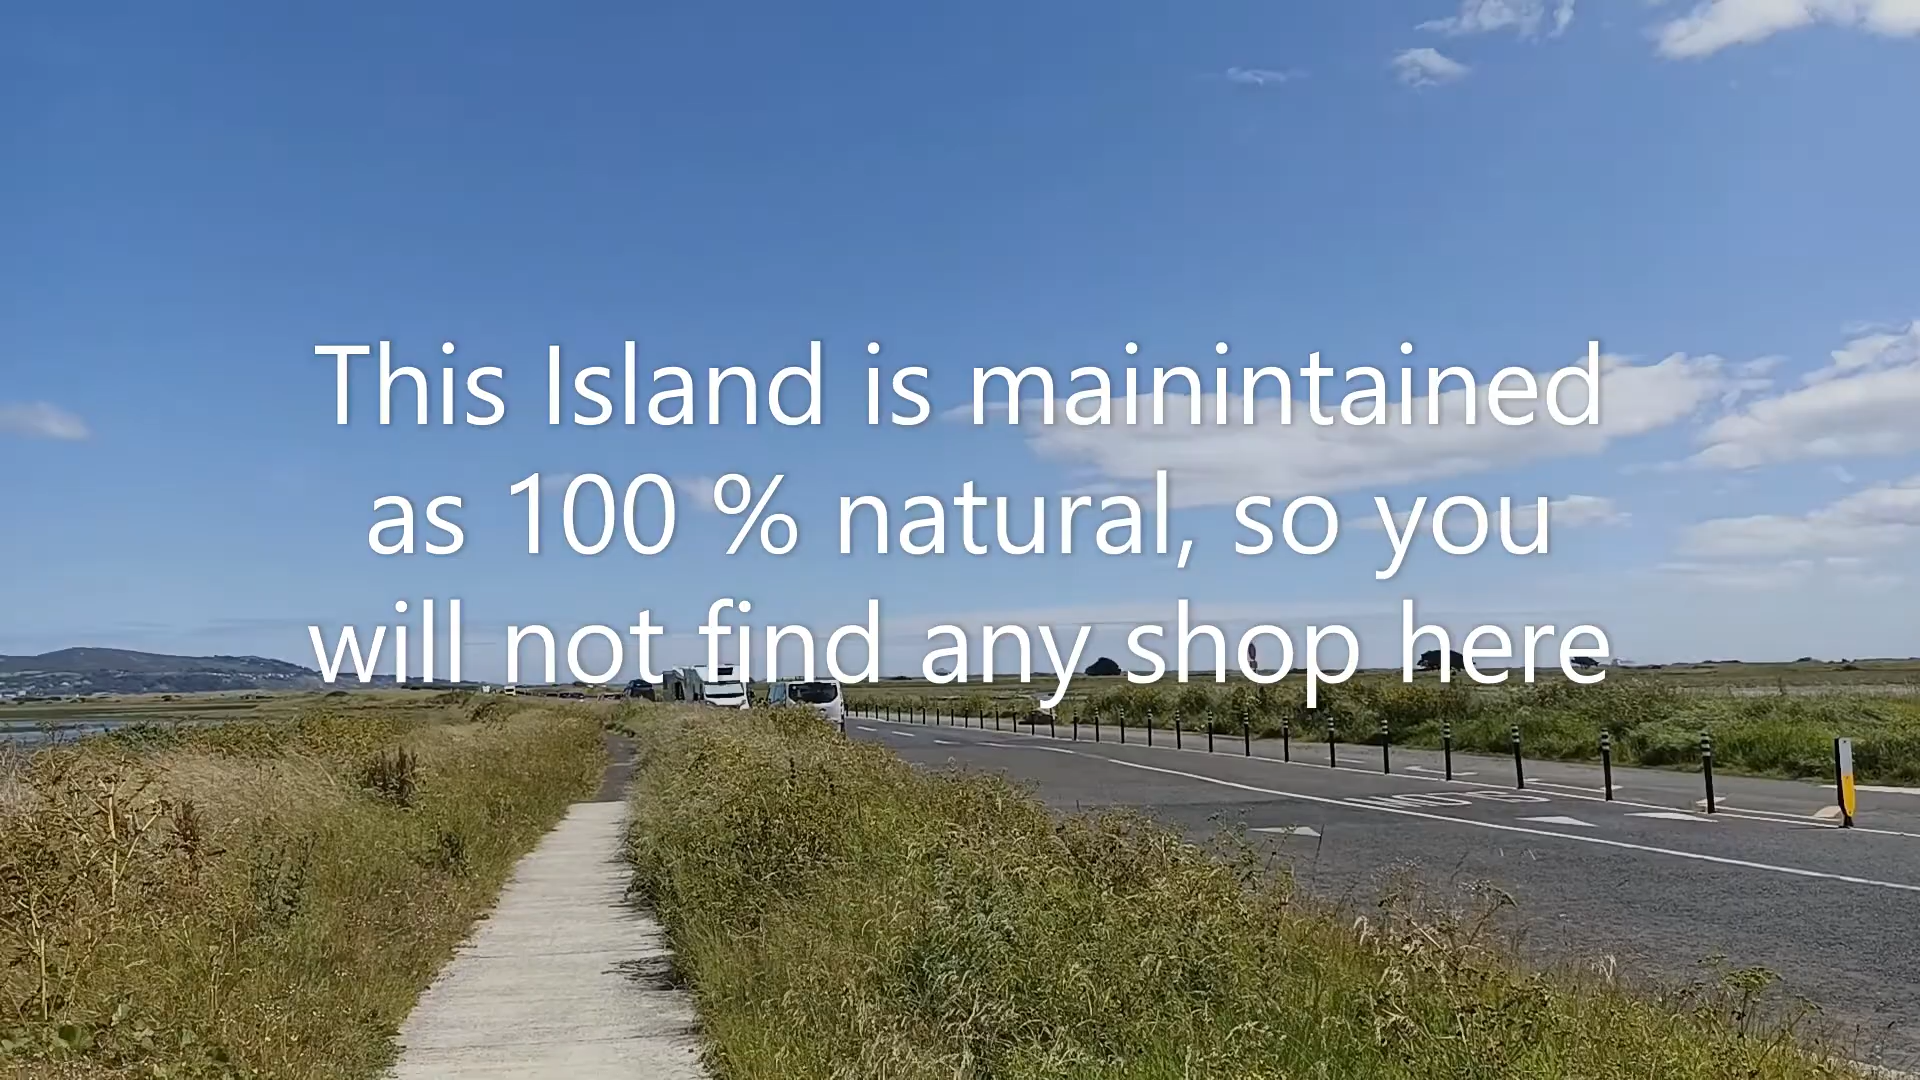 This Island is mainintained
as 100 % natural, so you
will not find any shop here